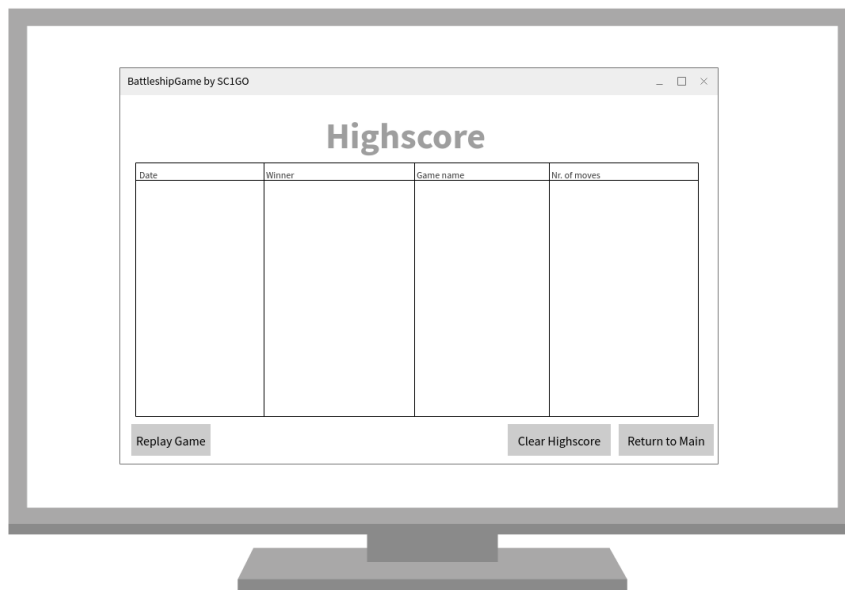 BattleshipGame by SC1GO
Highscore
Date Winner Game name Nr. of moves
Replay Game Clear Highscore Return to Main